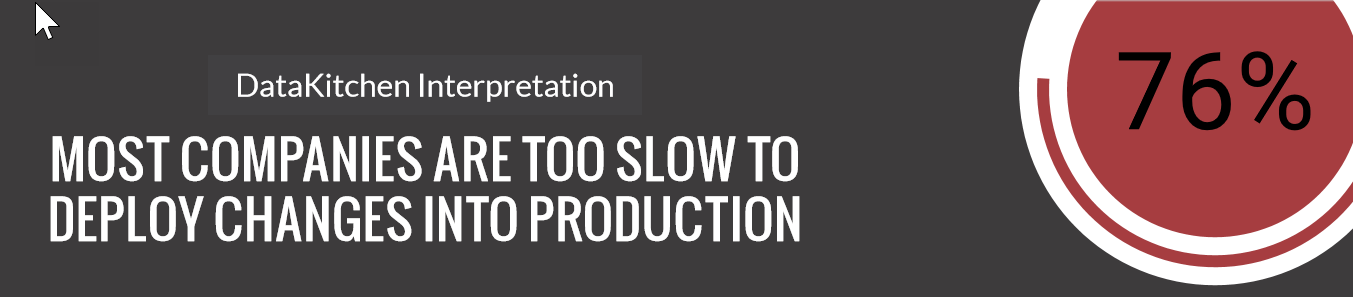 DataKitchen Interpretation
MOST COMPANIES ARE TOO SLOW TO
DEPLOY CHANGES INTO PRODUCTION
76%